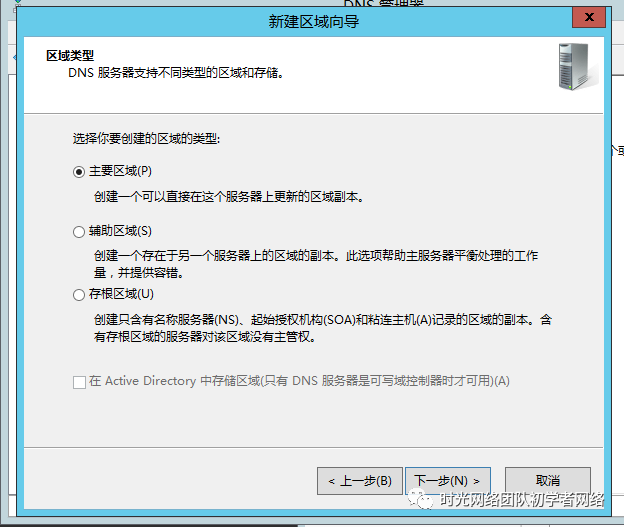 DNS 管理器
新建区域向导
x
区域类型
DNS 服务器支持不同类型的区域和存储。
选择你要创建的区域的类型:
主要区域(P)
创建一个可以直接在这个服务器上更新的区域副本。
辅助区域(S)
创建一个存在于另一个服务器上的区域的副本。此选项帮助主服务器平衡处理的工作
量，并提供容错。
存根区域(U)
创建只含有名称服务器(NS)、起始授权机构(SOA)和粘连主机(A)记录的区域的副本。含
有存根区域的服务器对该区域没有主管权。
在 Active Directory 中存储区域(只有 DNS 服务器是可写域控制器时才可用)(A)
< 上一步(B)
下一步(N) >
取消
时光网络团队初学者网络